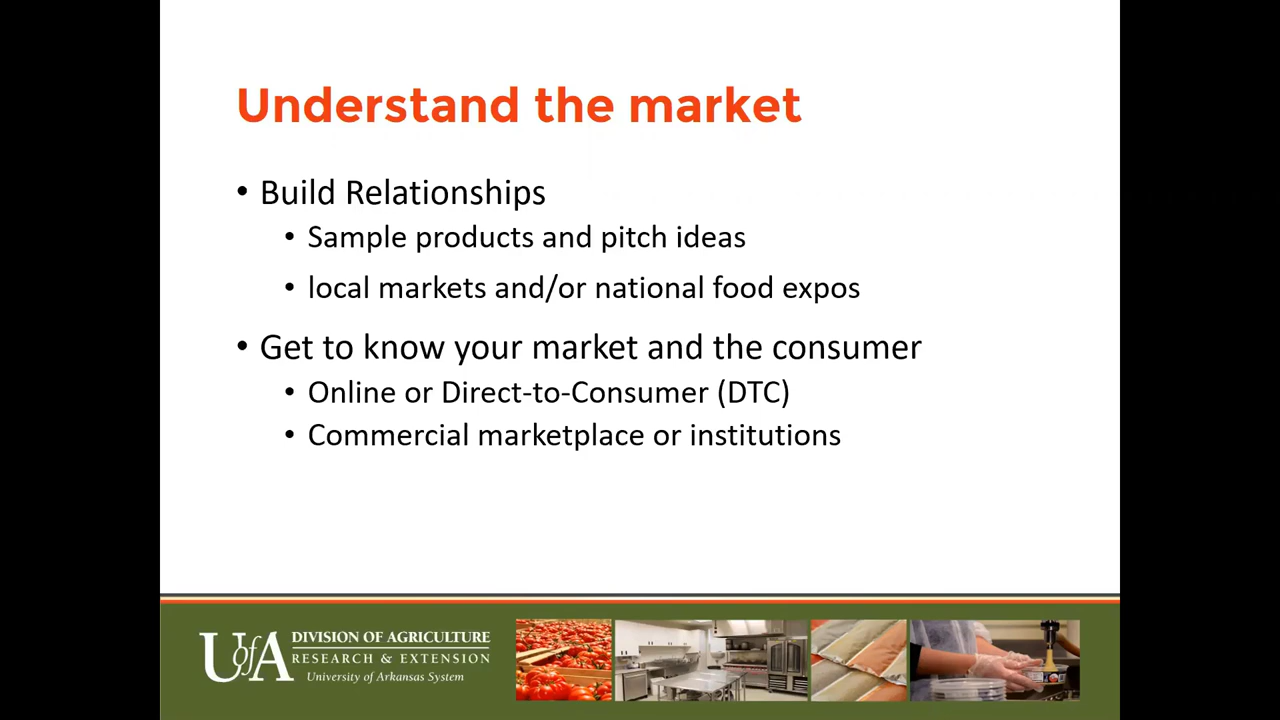 Understand the market
• Build Relationships
• Sample products and pitch ideas
• local markets and/or national food expos
• Get to know your market and the consumer
• Online or Direct-to-Consumer (DTC)
• Commercial marketplace or institutions
UofA
DIVISION OF AGRICULTURE
RESEARCH & EXTENSION
University of Arkansas System